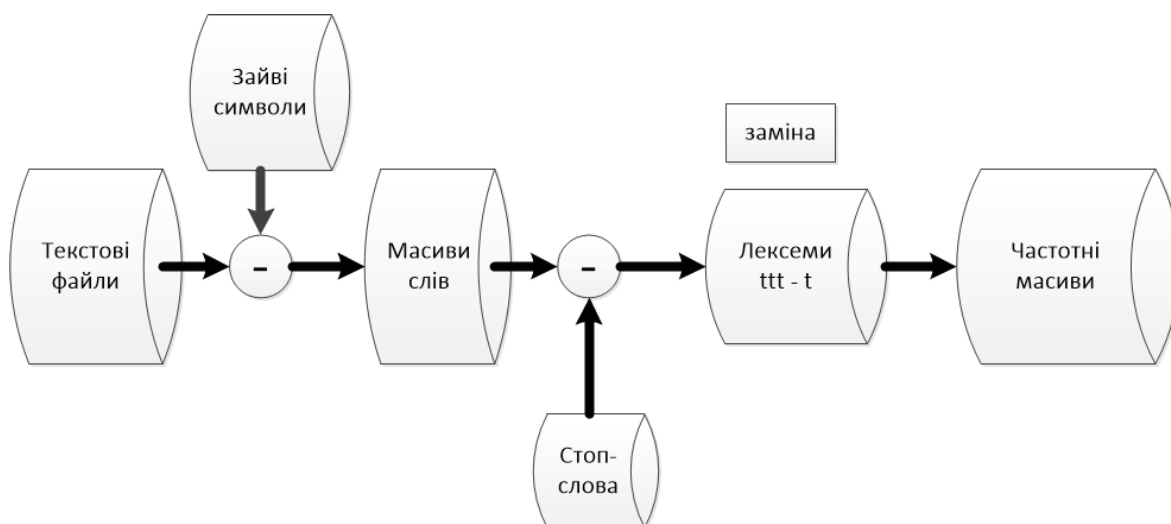 Зайві
символи
заміна
Текстові
файли
-
Масиви
слів
-
Лексеми
ttt - t
Частотні
масиви
Стоп-
слова